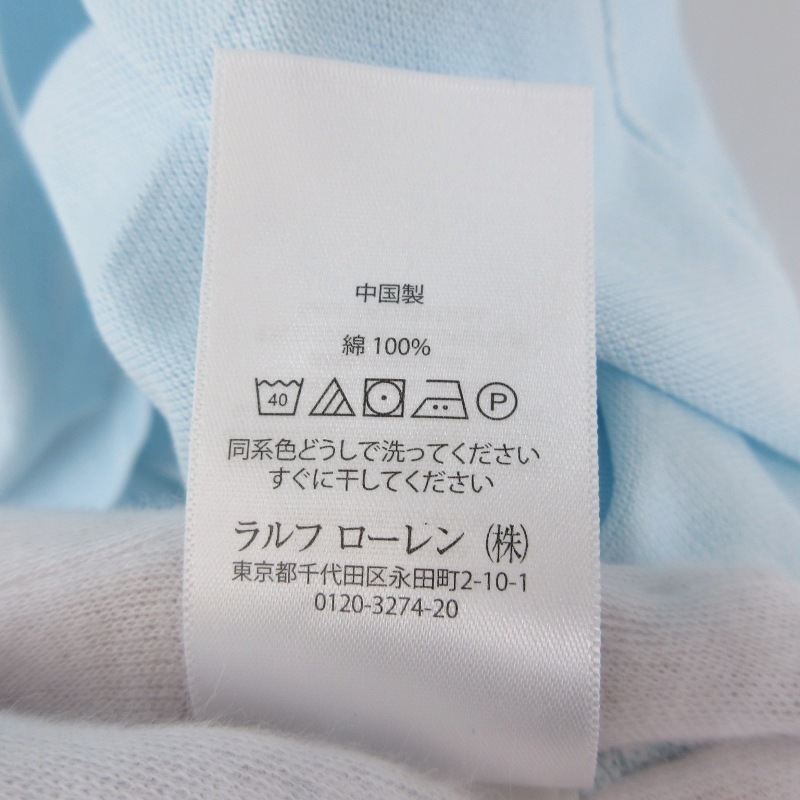 中国製
綿 100%
40 P
同系色どうしで洗ってください
すぐに干してください
ラルフ ローレン ㈱
東京都千代田区永田町2-10-1
0120-3274-20